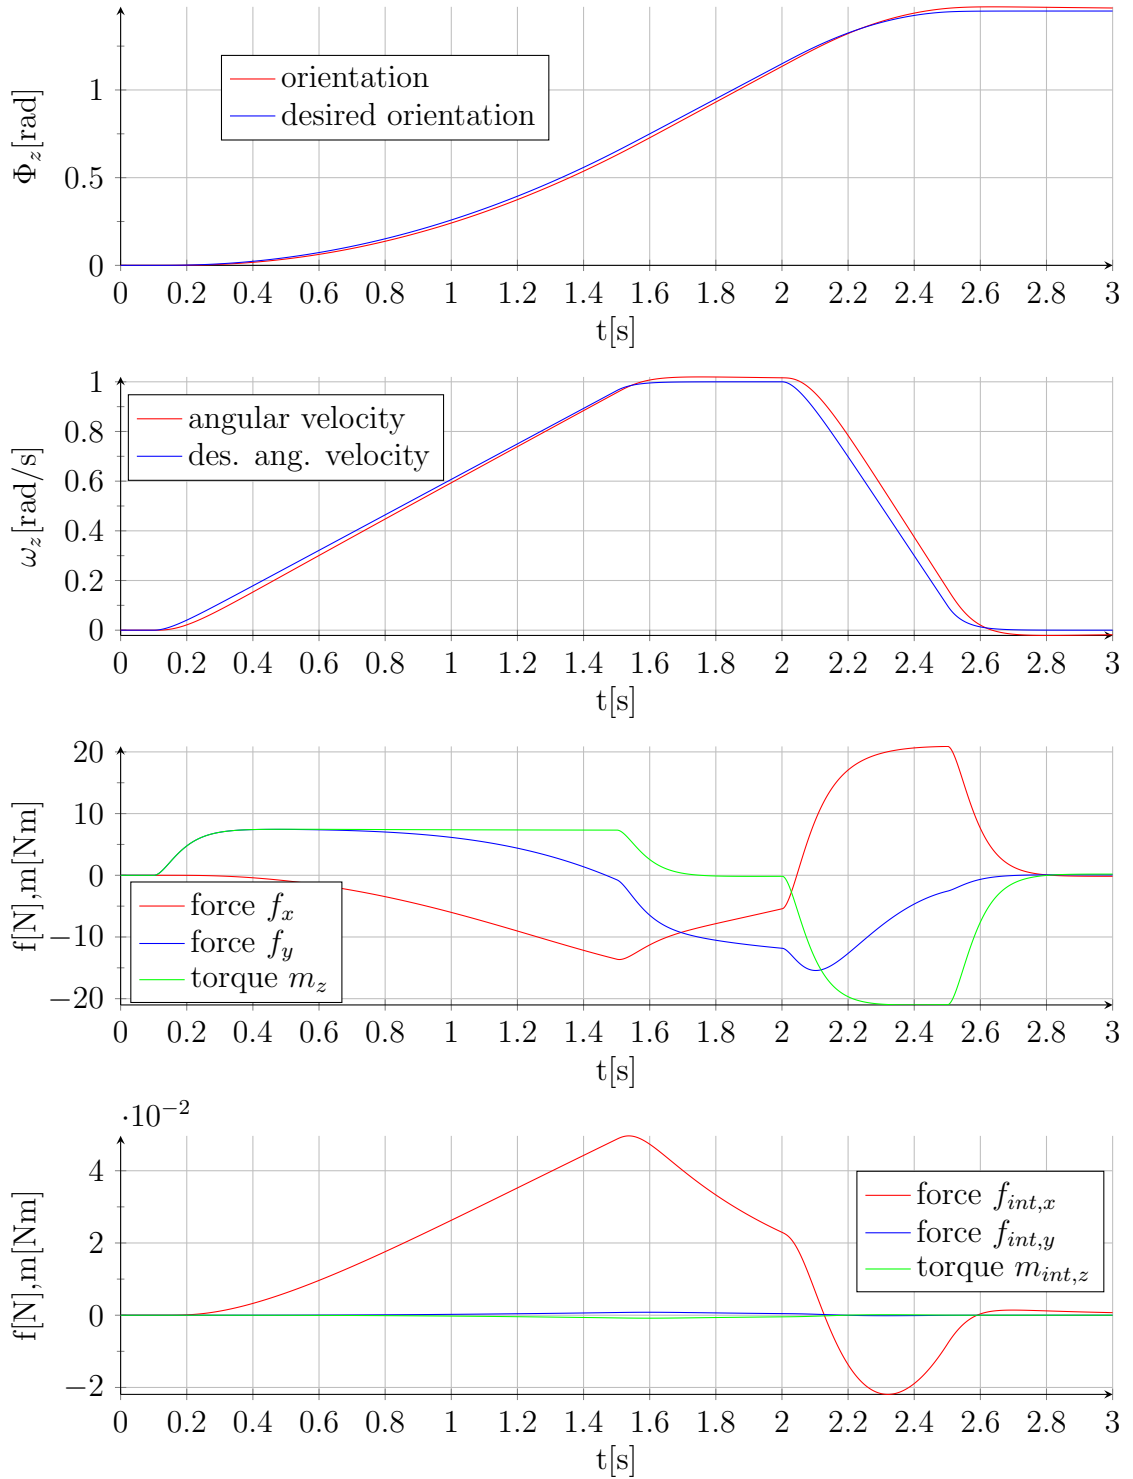 1
0.5
0
Φz[rad]
orientation
desired orientation
0 0.2 0.4 0.6 0.8 1 1.2 1.4 1.6 1.8 2 2.2 2.4 2.6 2.8 3
t[s]
1
0.8
0.6
0.4
0.2
0
ωz[rad/s]
angular velocity
des. ang. velocity
0 0.2 0.4 0.6 0.8 1 1.2 1.4 1.6 1.8 2 2.2 2.4 2.6 2.8 3
t[s]
20
10
0
−10
−20
f[N],m[Nm]
force fx
force fy
torque mz
0 0.2 0.4 0.6 0.8 1 1.2 1.4 1.6 1.8 2 2.2 2.4 2.6 2.8 3
t[s]
·10−2
4
2
0
−2
f[N],m[Nm]
force fint,x
force fint,y
torque mint,z
0 0.2 0.4 0.6 0.8 1 1.2 1.4 1.6 1.8 2 2.2 2.4 2.6 2.8 3
t[s]